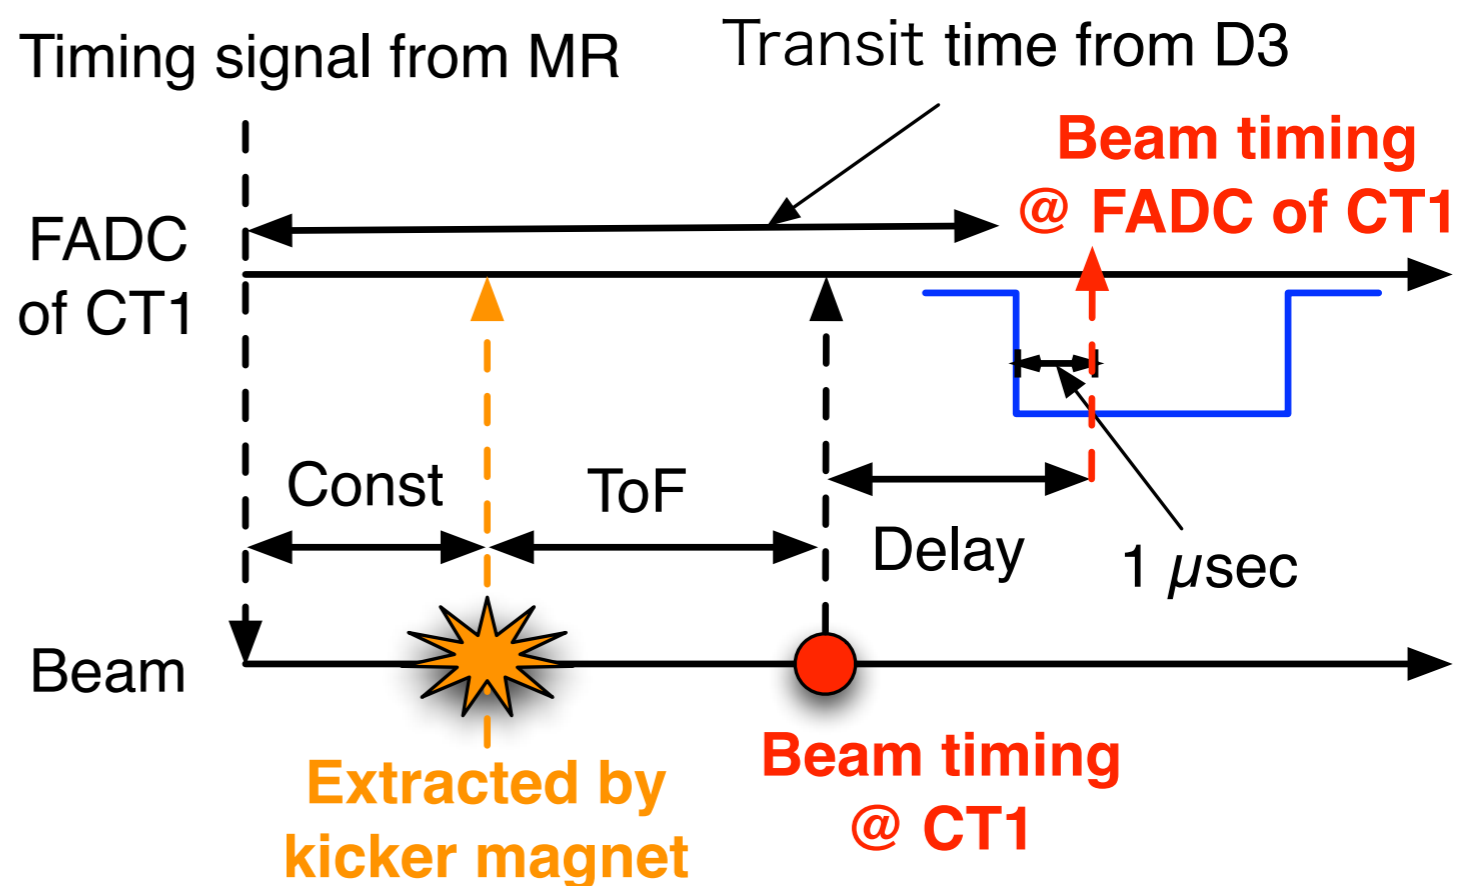 Timing signal from MR
Transit time from D3
Beam timing
@ FADC of CT1
FADC
of CT1
Const
ToF
Delay
1 μsec
Beam
Extracted by
kicker magnet
Beam timing
@ CT1